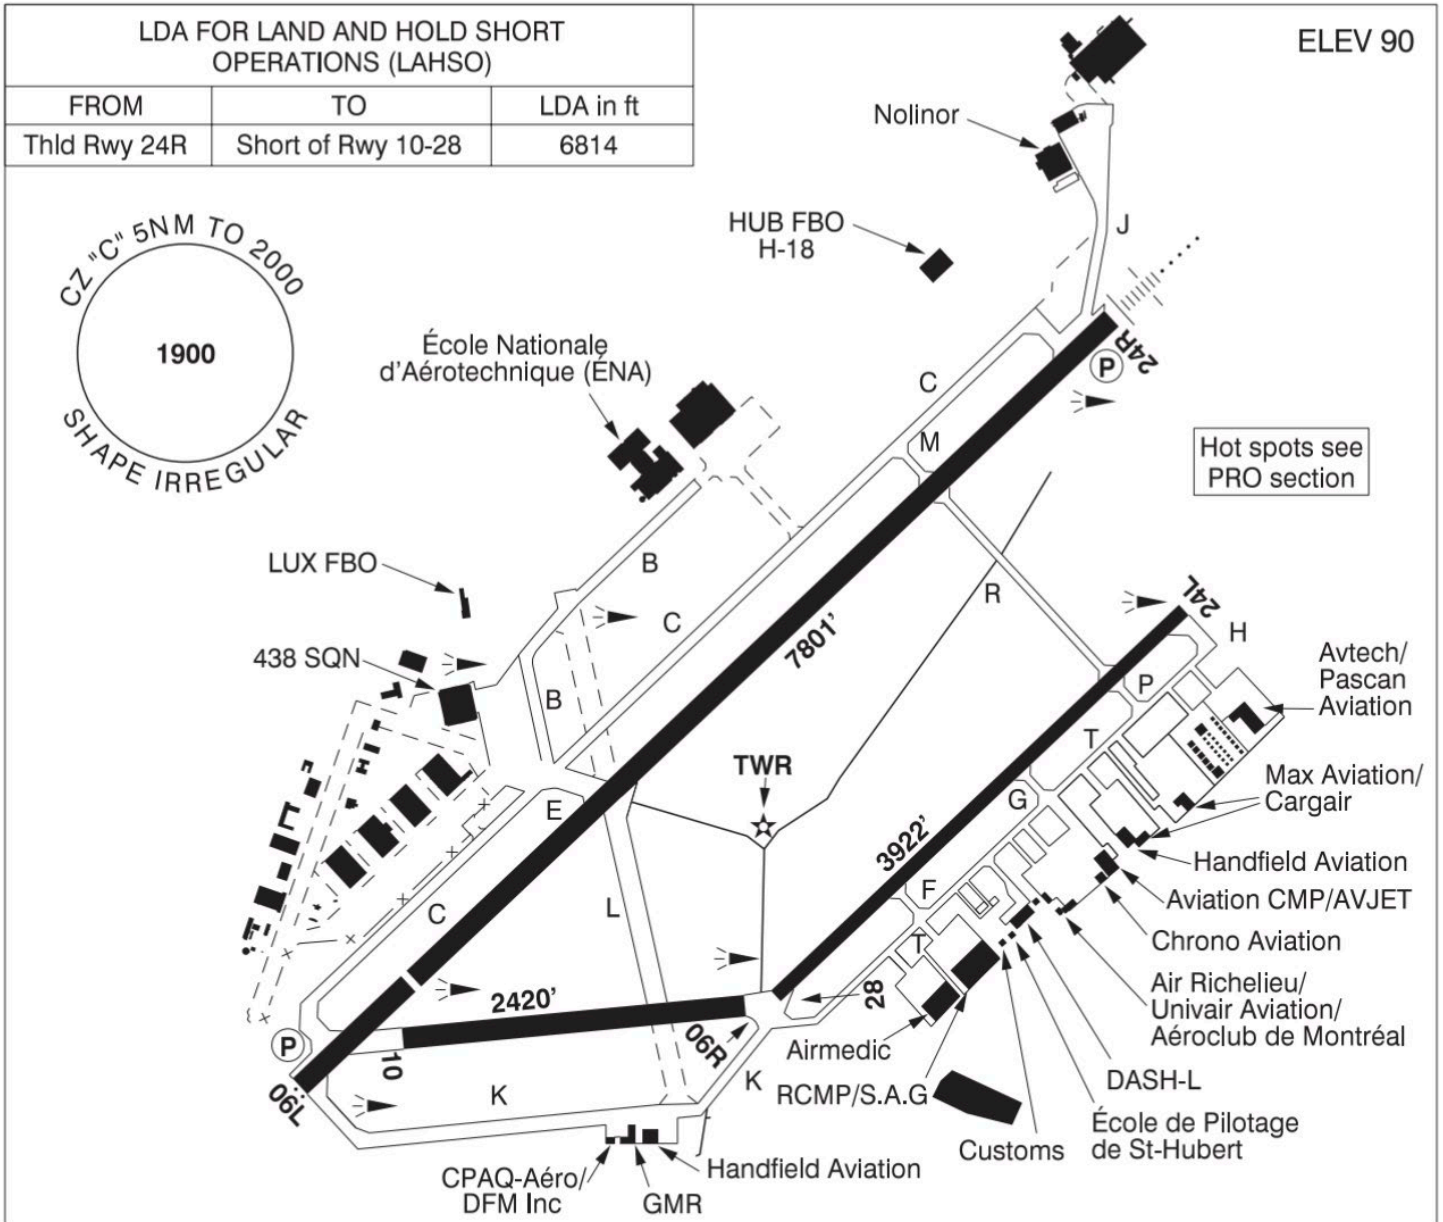 LDA FOR LAND AND HOLD SHORT
OPERATIONS (LAHSO)
FROM TO LDA in ft
Thld Rwy 24R Short of Rwy 10-28 6814
ELEV 90
CZ "C" 5NM TO 2000
1900
SHAPE IRREGULAR
Nolinor
HUB FBO
H-18
J
École Nationale
d'Aérotechnique (ÉNA)
24R
P
C
M
Hot spots see
PRO section
LUX FBO
B
C
R
24L
H
438 SQN
B
7801'
P
Avtech/
Pascan
Aviation
T
TWR
Max Aviation/
Cargair
E
G
3922'
Handfield Aviation
F
Aviation CMP/AVJET
C
L
T
Chrono Aviation
28
2420'
Air Richelieu/
Univair Aviation/
Aéroclub de Montréal
P
10
06R
Airmedic
K
DASH-L
06L
K
RCMP/S.A.G
École de Pilotage
de St-Hubert
Customs
CPAQ-Aéro/
DFM Inc
GMR
Handfield Aviation